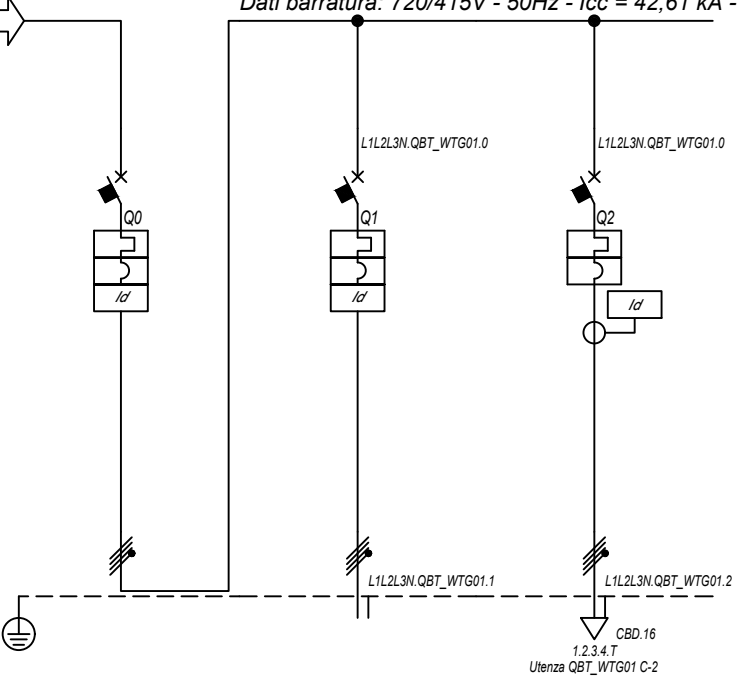 Dati barratura: 720/415V - 50Hz - Icc = 42,61 kA -
L1L2L3N.QBT_WTG01.0
L1L2L3N.QBT_WTG01.0
Q0
Q1
Q2
Id
Id
Id
L1L2L3N.QBT_WTG01.1
L1L2L3N.QBT_WTG01.2
CBD.16
1.2.3.4.T
Utenza QBT_WTG01 C-2